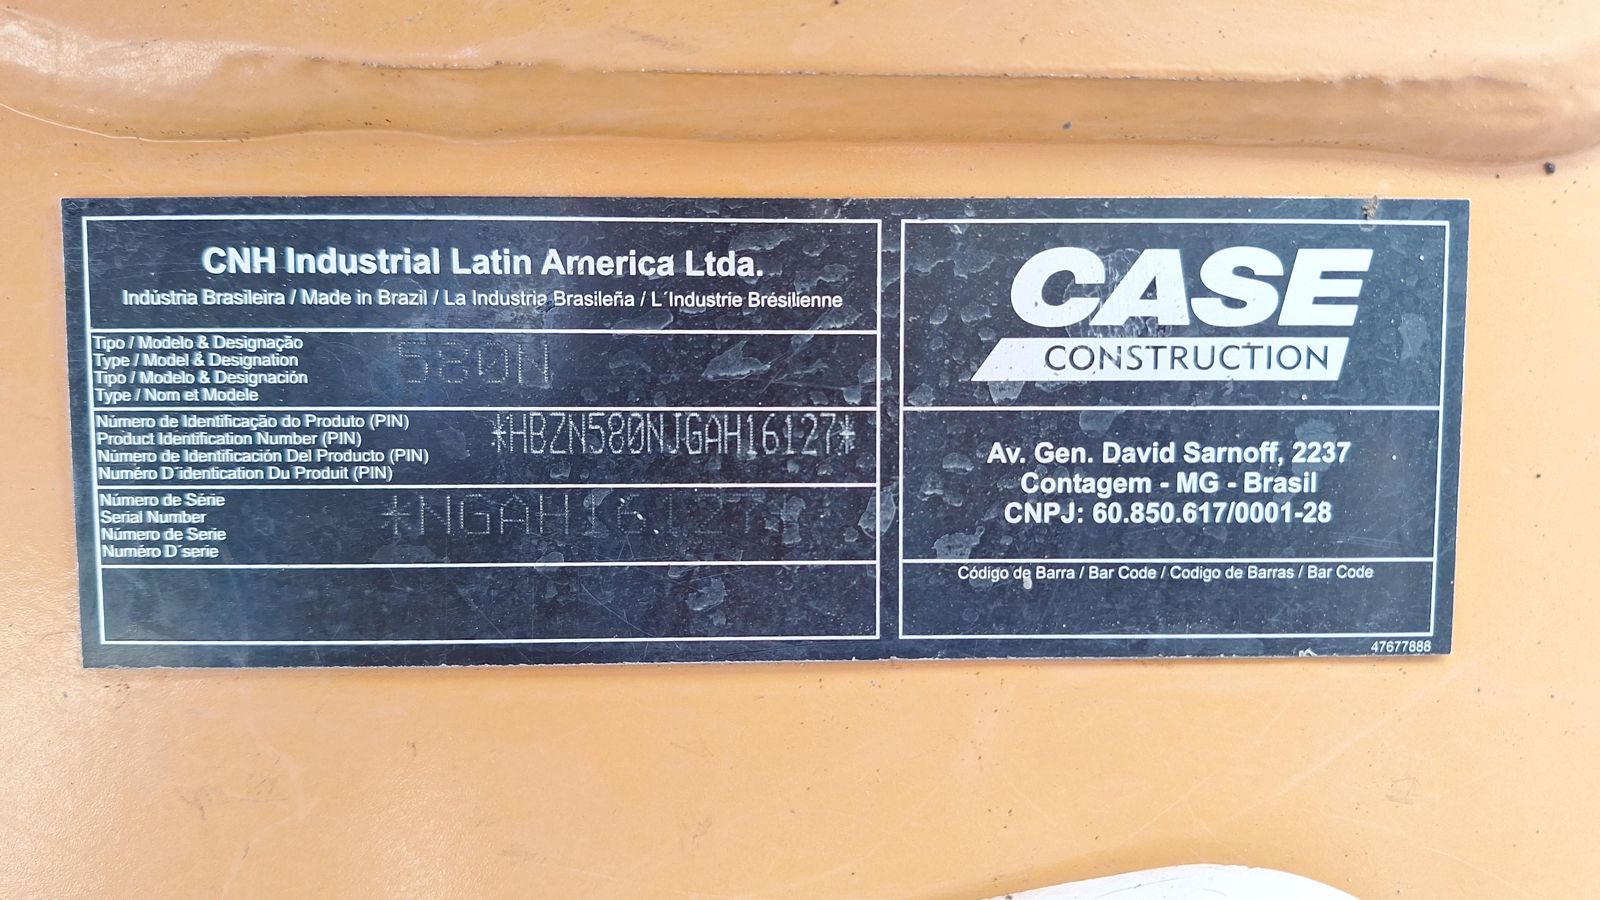 CNH Industrial Latin America Ltda.
Indústria Brasileira / Made in Brazil / La Industria Brasileña / L´Industrie Brésilienne
Tipo / Modelo & Designação
Type / Model & Designation
Tipo / Modelo & Designación
Type / Nom et Modele
580N
Número de Identificação do Produto (PIN)
Product Identification Number (PIN)
Número de Identificación Del Producto (PIN)
Numéro D´identication Du Produit (PIN)
*HBZN580NJGAH16127*
Número de Série
Serial Number
Número de Serie
Numéro D´serie
*NGAH16127*
CASE
CONSTRUCTION
Av. Gen. David Sarnoff, 2237
Contagem - MG - Brasil
CNPJ: 60.850.617/0001-28
Código de Barra / Bar Code / Codigo de Barras / Bar Code
47677888